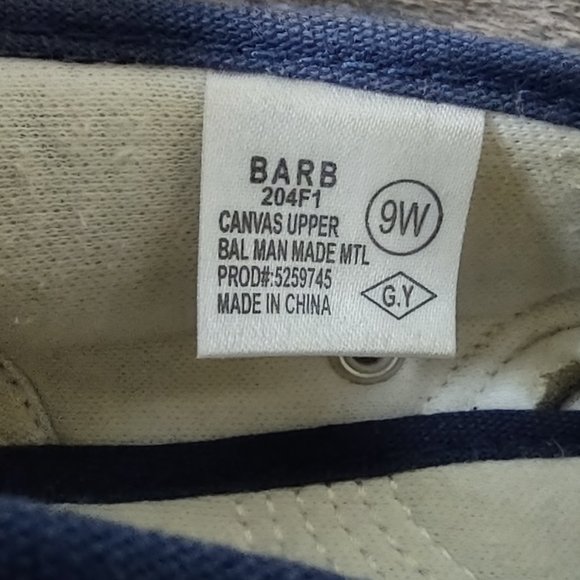 BARB
204F1
CANVAS UPPER
BAL MAN MADE MTL
PROD#:5259745
MADE IN CHINA
9W
G.Y